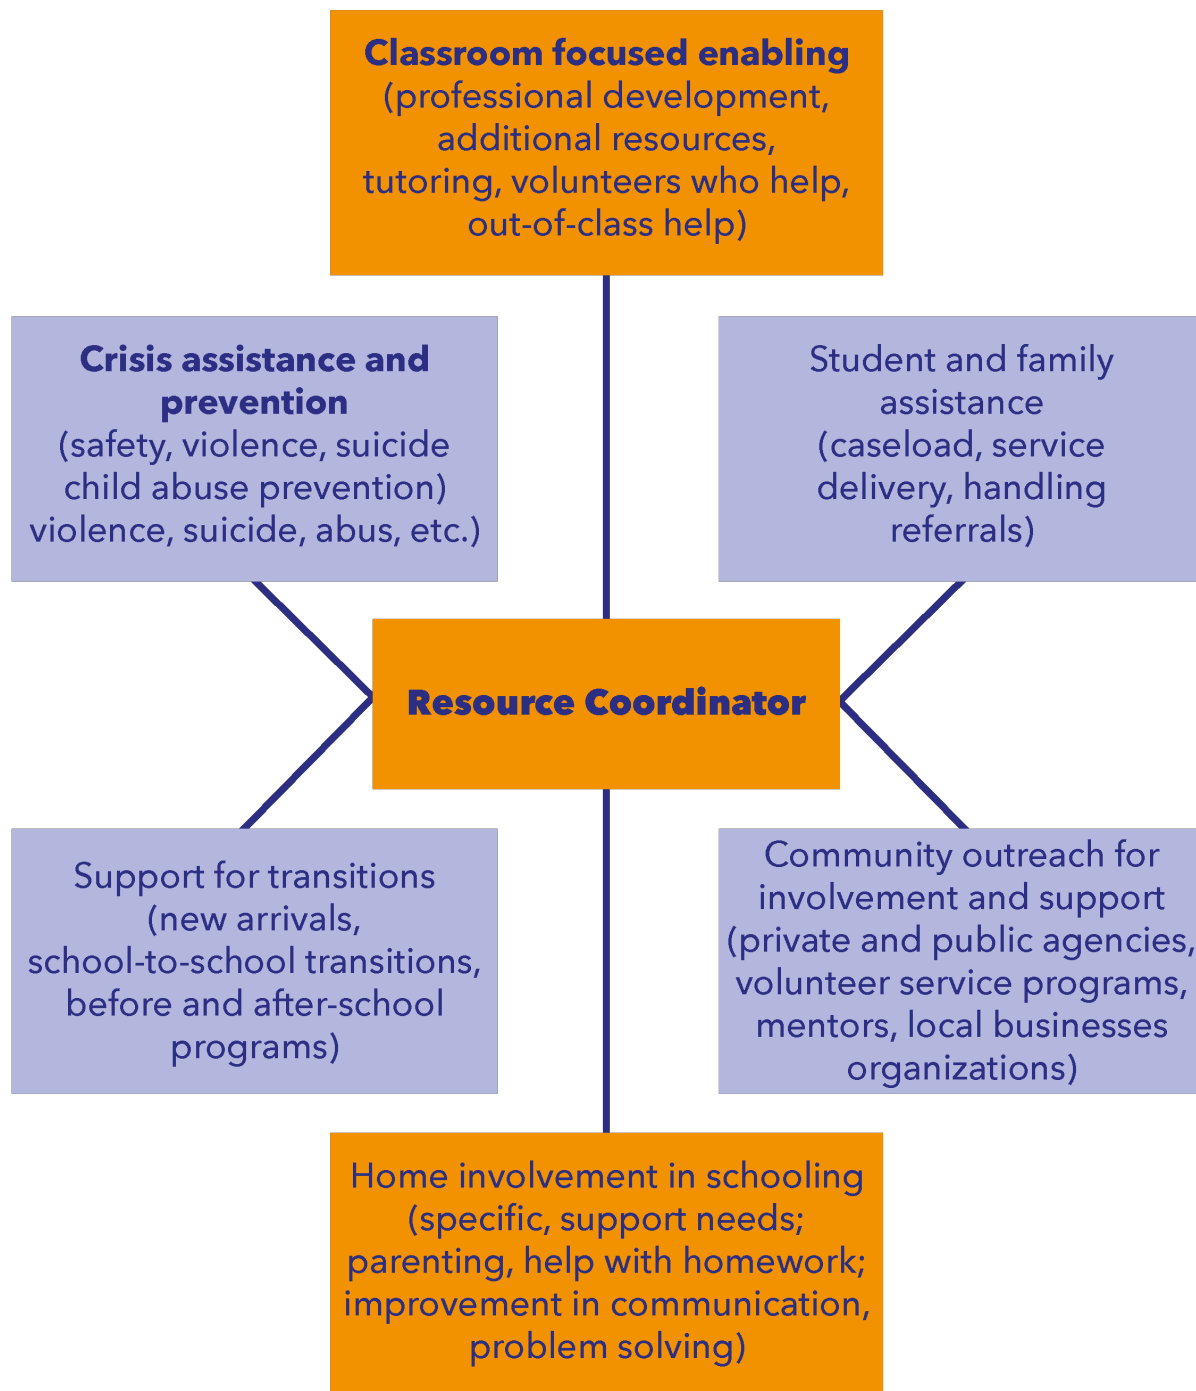 Classroom focused enabling
(professional development,
additional resources,
tutoring, volunteers who help,
out-of-class help)
Crisis assistance and
prevention
(safety, violence, suicide
child abuse prevention)
violence, suicide, abus, etc.)
Student and family
assistance
(caseload, service
delivery, handling
referrals)
Resource Coordinator
Support for transitions
(new arrivals,
school-to-school transitions,
before and after-school
programs)
Community outreach for
involvement and support
(private and public agencies,
volunteer service programs,
mentors, local businesses
organizations)
Home involvement in schooling
(specific, support needs;
parenting, help with homework;
improvement in communication,
problem solving)